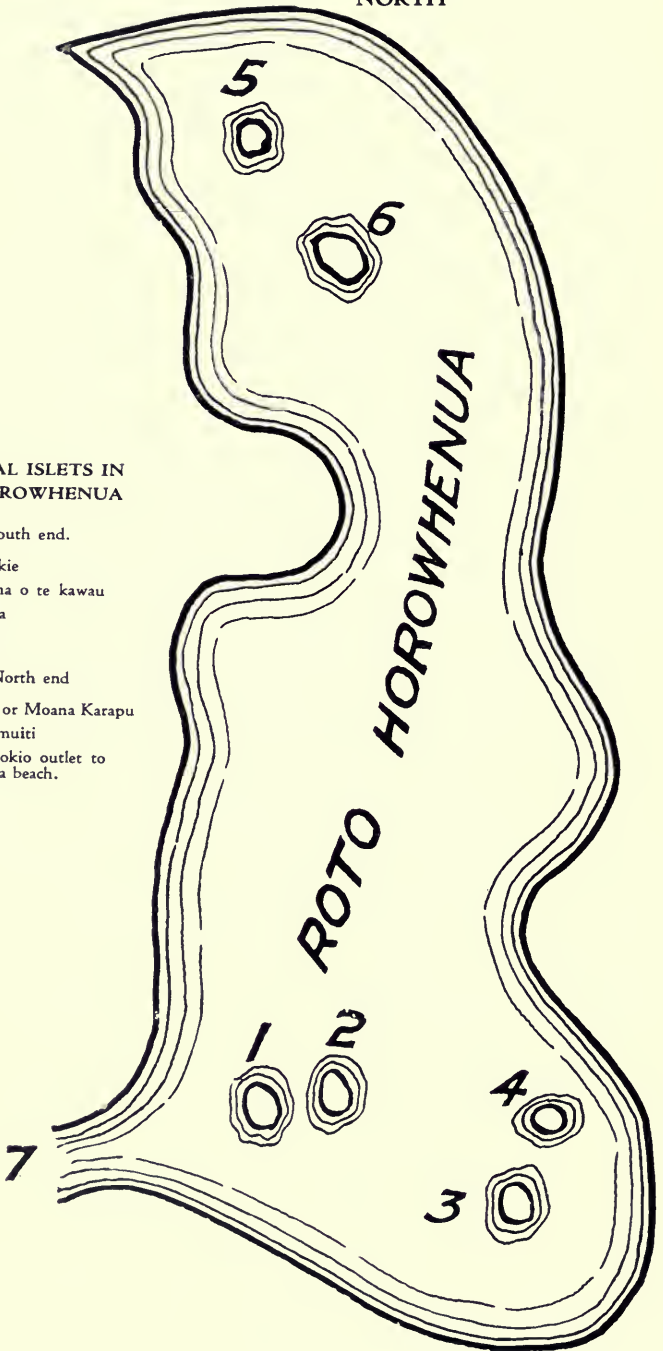 NORTH
5
6
AL ISLETS IN
ROWHENUA
outh end.
kie
na o te kawau
a
North end
or Moana Karapu
muiti
okio outlet to
a beach.
ROTO HOROWHENUA
1
2
4
7
3